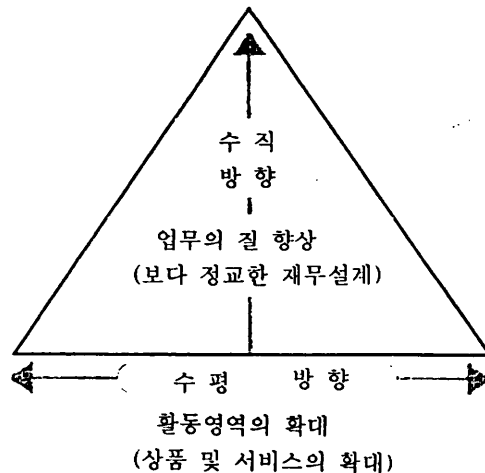 수직
방향
업무의 질 향상
(보다 정교한 재무설계)
수평 방향
활동영역의 확대
(상품 및 서비스의 확대)